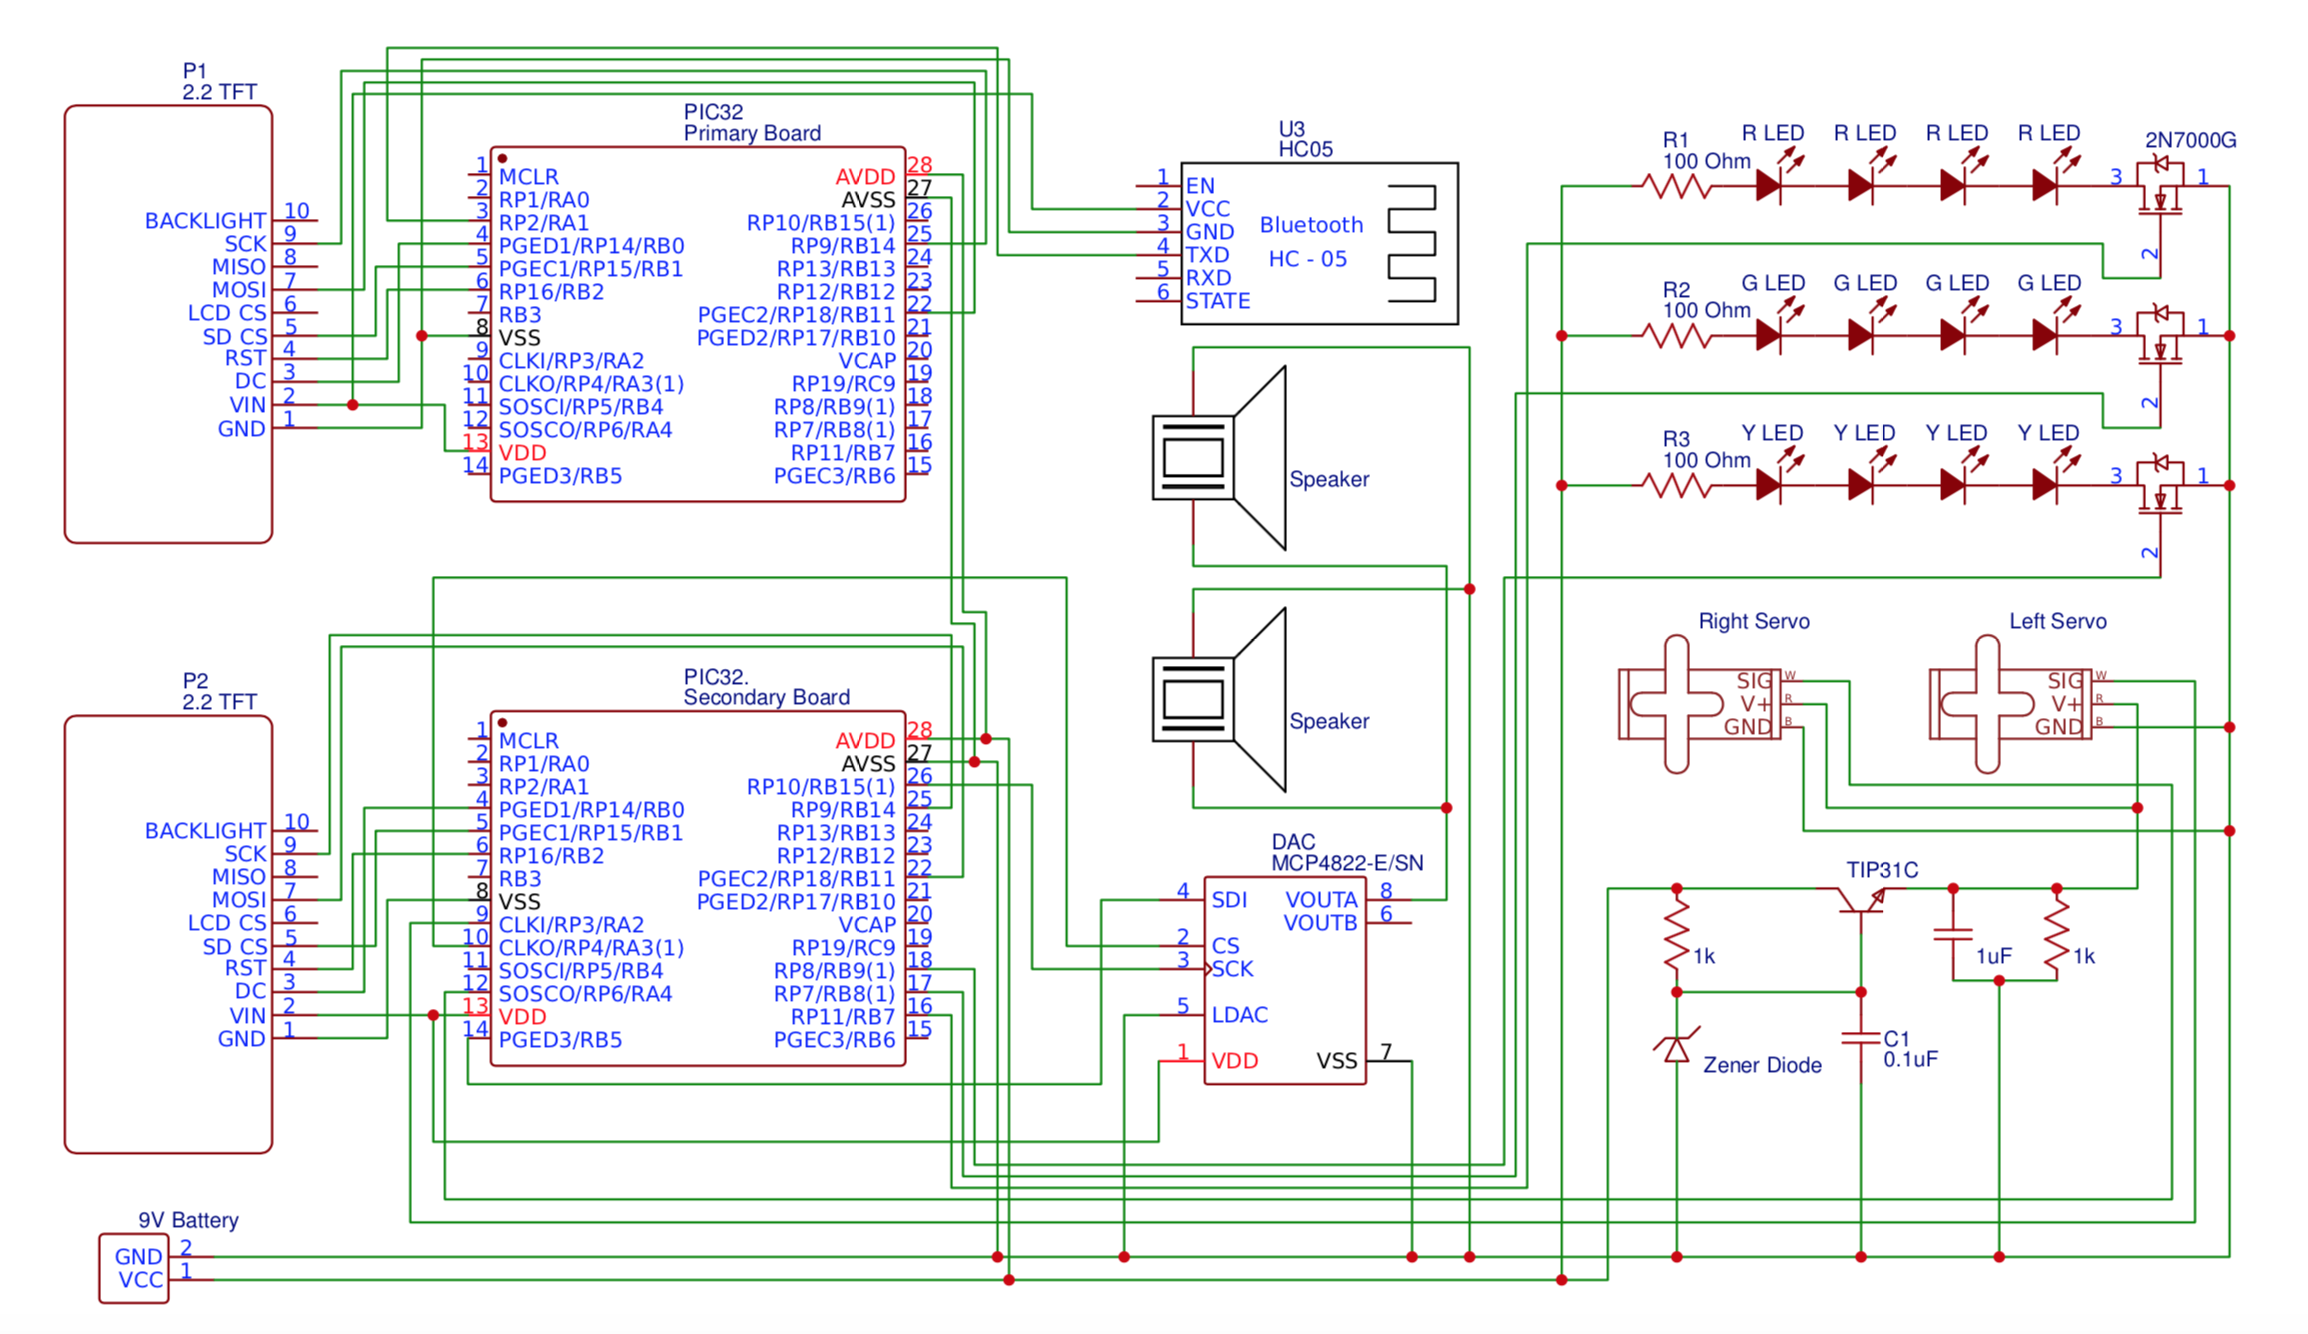 P1
2.2 TFT
BACKLIGHT 10
SCK 9
MISO 8
MOSI 7
LCD CS 6
SD CS 5
RST 4
DC 3
VIN 2
GND 1
PIC32
Primary Board
1 MCLR
2 RP1/RA0
3 RP2/RA1
4 PGED1/RP14/RB0
5 PGEC1/RP15/RB1
6 RP16/RB2
7 RB3
8 VSS
9 CLKI/RP3/RA2
10 CLKO/RP4/RA3(1)
11 SOSCI/RP5/RB4
12 SOSCO/RP6/RA4
13 VDD
14 PGED3/RB5
AVDD 28
AVSS 27
RP10/RB15(1) 26
RP9/RB14 25
RP13/RB13 24
RP12/RB12 23
PGEC2/RP18/RB11 22
PGED2/RP17/RB10 21
VCAP 20
RP19/RC9 19
RP8/RB9(1) 18
RP7/RB8(1) 17
RP11/RB7 16
PGEC3/RB6 15
U3
HC05
1 EN
2 VCC
3 GND
4 TXD
5 RXD
6 STATE
Bluetooth
HC - 05
Speaker
Speaker
R1
100 Ohm
R LED R LED R LED R LED
2N7000G
3 1
2
R2
100 Ohm
G LED G LED G LED G LED
3 1
2
R3
100 Ohm
Y LED Y LED Y LED Y LED
3 1
2
Right Servo
SIG W
V+ R
GND B
Left Servo
SIG W
V+ R
GND B
P2
2.2 TFT
BACKLIGHT 10
SCK 9
MISO 8
MOSI 7
LCD CS 6
SD CS 5
RST 4
DC 3
VIN 2
GND 1
PIC32.
Secondary Board
1 MCLR
2 RP1/RA0
3 RP2/RA1
4 PGED1/RP14/RB0
5 PGEC1/RP15/RB1
6 RP16/RB2
7 RB3
8 VSS
9 CLKI/RP3/RA2
10 CLKO/RP4/RA3(1)
11 SOSCI/RP5/RB4
12 SOSCO/RP6/RA4
13 VDD
14 PGED3/RB5
AVDD 28
AVSS 27
RP10/RB15(1) 26
RP9/RB14 25
RP13/RB13 24
RP12/RB12 23
PGEC2/RP18/RB11 22
PGED2/RP17/RB10 21
VCAP 20
RP19/RC9 19
RP8/RB9(1) 18
RP7/RB8(1) 17
RP11/RB7 16
PGEC3/RB6 15
DAC
MCP4822-E/SN
4 SDI
2 CS
3 SCK
5 LDAC
1 VDD
VOUTA 8
VOUTB 6
VSS 7
TIP31C
1k
1uF
1k
Zener Diode
C1
0.1uF
9V Battery
GND 2
VCC 1